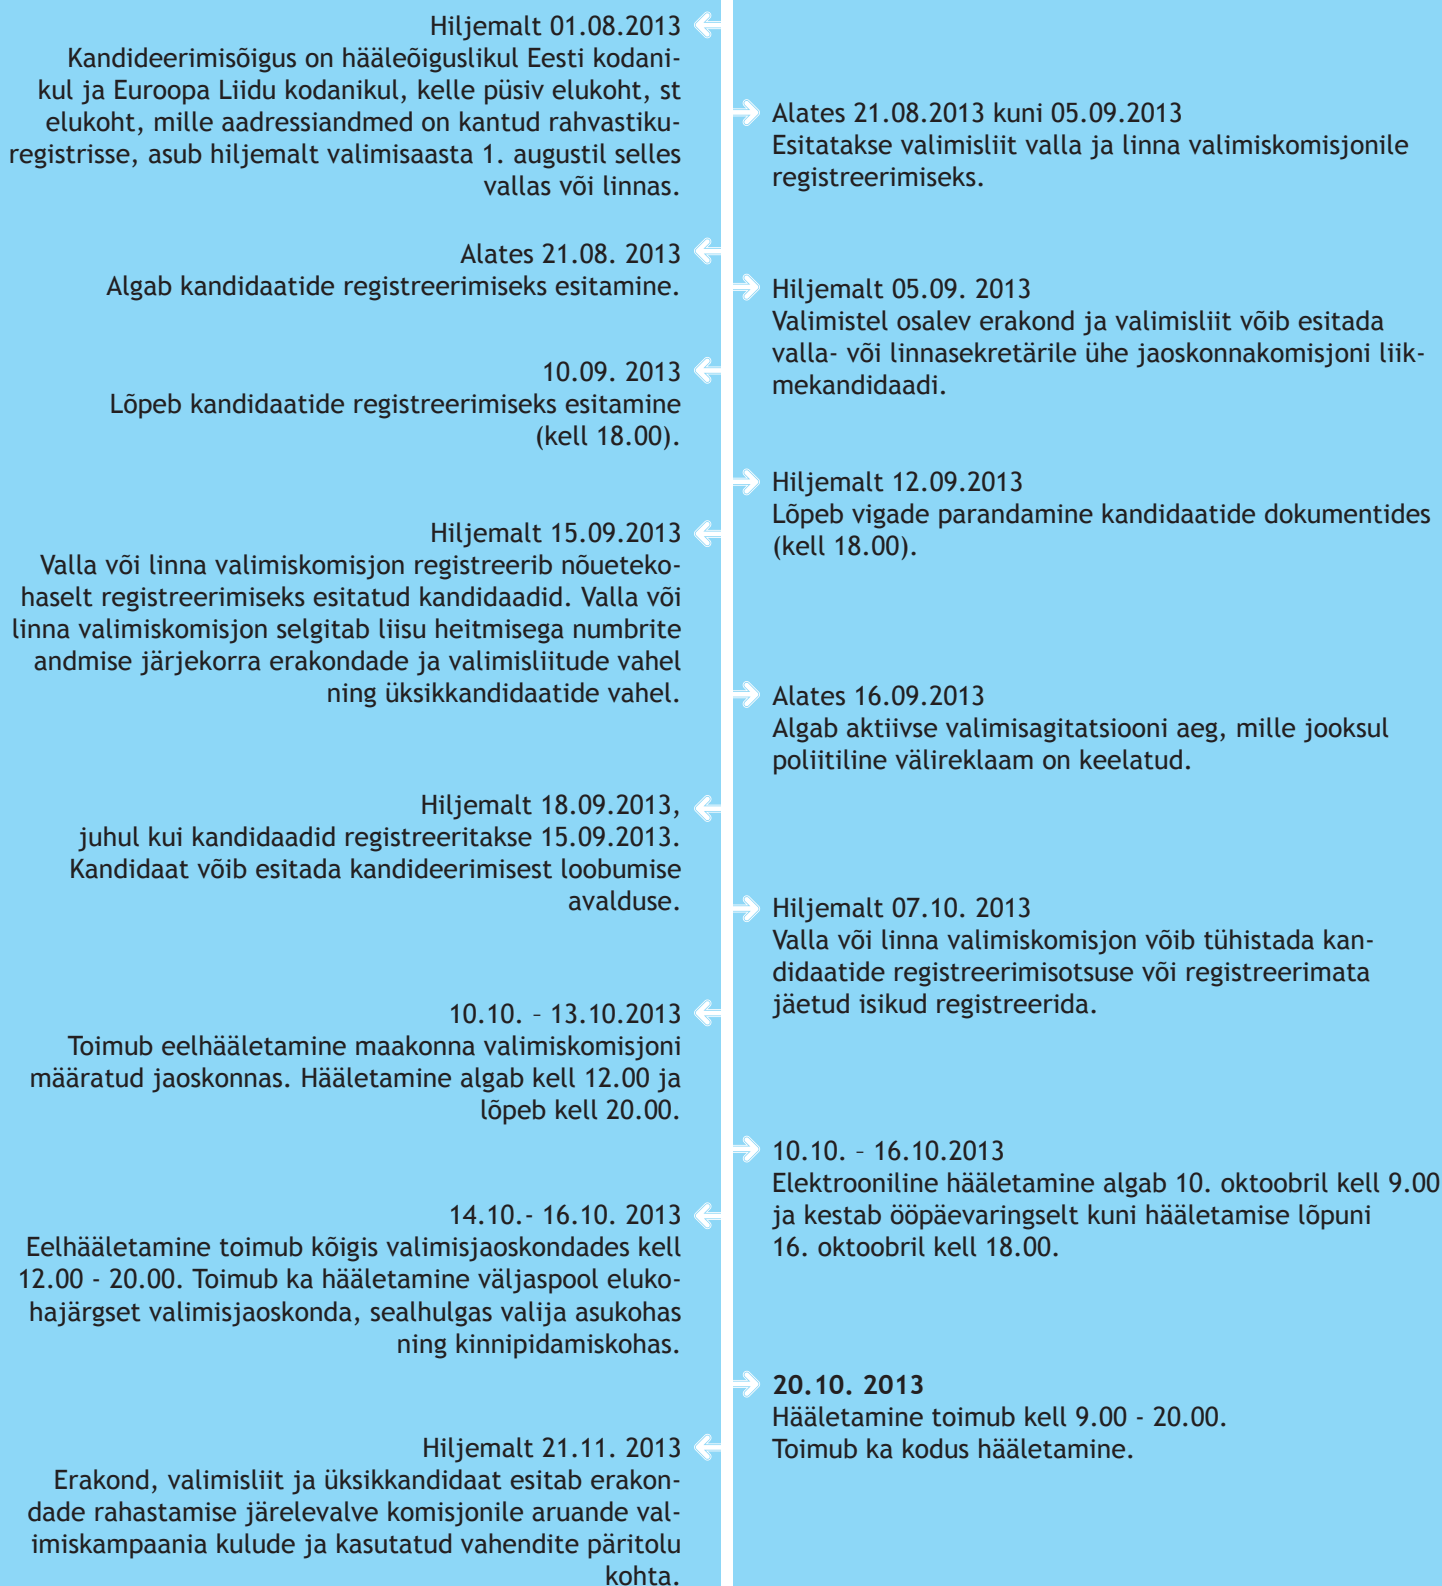 Hiljemalt 01.08.2013
Kandideerimisõigus on hääleõiguslikul Eesti kodani-
kul ja Euroopa Liidu kodanikul, kelle püsiv elukoht, st
elukoht, mille aadressiandmed on kantud rahvastiku-
registrisse, asub hiljemalt valimisaasta 1. augustil selles
vallas või linnas.
Alates 21.08.2013 kuni 05.09.2013
Esitatakse valimisliit valla ja linna valimiskomisjonile
registreerimiseks.
Alates 21.08. 2013
Algab kandidaatide registreerimiseks esitamine.
Hiljemalt 05.09. 2013
Valimistel osalev erakond ja valimisliit võib esitada
valla- või linnasekretärile ühe jaoskonnakomisjoni liik-
mekandidaadi.
10.09. 2013
Lõpeb kandidaatide registreerimiseks esitamine
(kell 18.00).
Hiljemalt 12.09.2013
Lõpeb vigade parandamine kandidaatide dokumentides
(kell 18.00).
Hiljemalt 15.09.2013
Valla või linna valimiskomisjon registreerib nõueteko-
haselt registreerimiseks esitatud kandidaadid. Valla või
linna valimiskomisjon selgitab liisu heitmisega numbrite
andmise järjekorra erakondade ja valimisliitude vahel
ning üksikkandidaatide vahel.
Alates 16.09.2013
Algab aktiivse valimisagitatsiooni aeg, mille jooksul
poliitiline välireklaam on keelatud.
Hiljemalt 18.09.2013,
juhul kui kandidaadid registreeritakse 15.09.2013.
Kandidaat võib esitada kandideerimisest loobumise
avalduse.
Hiljemalt 07.10. 2013
Valla või linna valimiskomisjon võib tühistada kan-
didaatide registreerimisotsuse või registreerimata
jäetud isikud registreerida.
10.10. – 13.10.2013
Toimub eelhääletamine maakonna valimiskomisjoni
määratud jaoskonnas. Hääletamine algab kell 12.00 ja
lõpeb kell 20.00.
10.10. – 16.10.2013
Elektrooniline hääletamine algab 10. oktoobril kell 9.00
ja kestab ööpäevaringselt kuni hääletamise lõpuni
16. oktoobril kell 18.00.
14.10.- 16.10. 2013
Eelhääletamine toimub kõigis valimisjaoskondades kell
12.00 - 20.00. Toimub ka hääletamine väljaspool eluko-
hajärgset valimisjaoskonda, sealhulgas valija asukohas
ning kinnipidamiskohas.
20.10. 2013
Hääletamine toimub kell 9.00 - 20.00.
Toimub ka kodus hääletamine.
Hiljemalt 21.11. 2013
Erakond, valimisliit ja üksikkandidaat esitab erakon-
dade rahastamise järelevalve komisjonile aruande val-
imiskampaania kulude ja kasutatud vahendite päritolu
kohta.